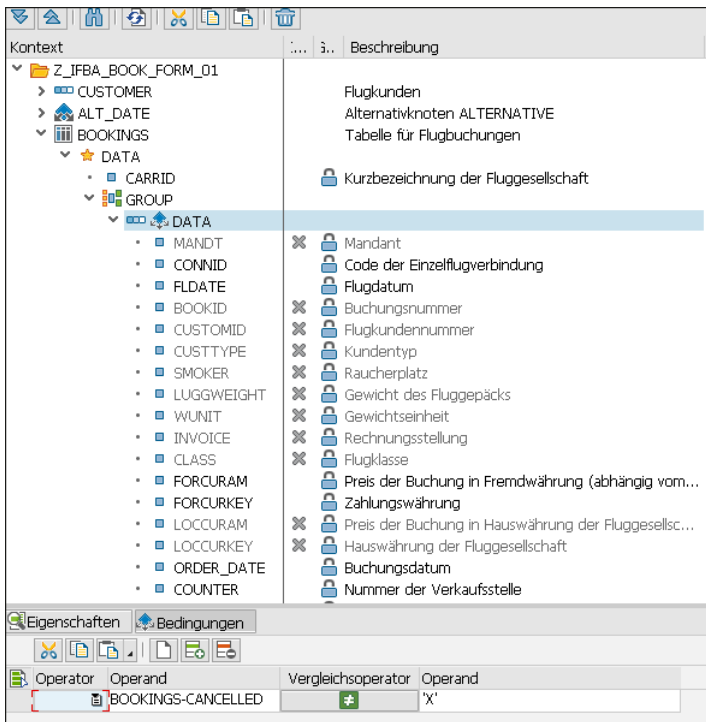 Kontext :... ä.. Beschreibung
Z_IFBA_BOOK_FORM_01
CUSTOMER Flugkunden
ALT_DATE Alternativknoten ALTERNATIVE
BOOKINGS Tabelle für Flugbuchungen
DATA
CARRID Kurzbezeichnung der Fluggesellschaft
GROUP
DATA
MANDT Mandant
CONNID Code der Einzelflugverbindung
FLDATE Flugdatum
BOOKID Buchungsnummer
CUSTOMID Flugkundennummer
CUSTTYPE Kundentyp
SMOKER Raucherplatz
LUGGWEIGHT Gewicht des Fluggepäcks
WUNIT Gewichtseinheit
INVOICE Rechnungsstellung
CLASS Flugklasse
FORCURAM Preis der Buchung in Fremdwährung (abhängig vom...
FORCURKEY Zahlungswährung
LOCCURAM Preis der Buchung in Hauswährung der Fluggesellsc...
LOCCURKEY Hauswährung der Fluggesellschaft
ORDER_DATE Buchungsdatum
COUNTER Nummer der Verkaufsstelle
Eigenschaften Bedingungen
Operator Operand Vergleichsoperator Operand
BOOKINGS-CANCELLED ≠ 'X'